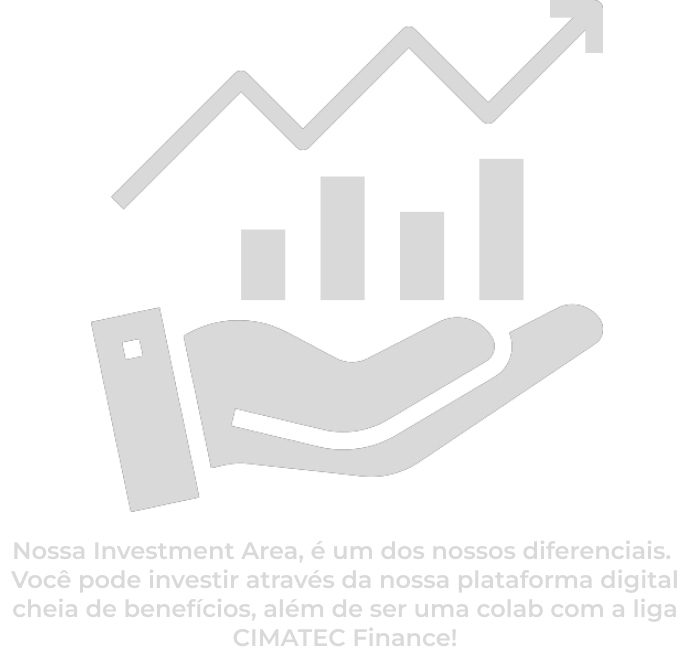 Nossa Investment Area, é um dos nossos diferenciais.
Você pode investir através da nossa plataforma digital
cheia de benefícios, além de ser uma colab com a liga
CIMATEC Finance!